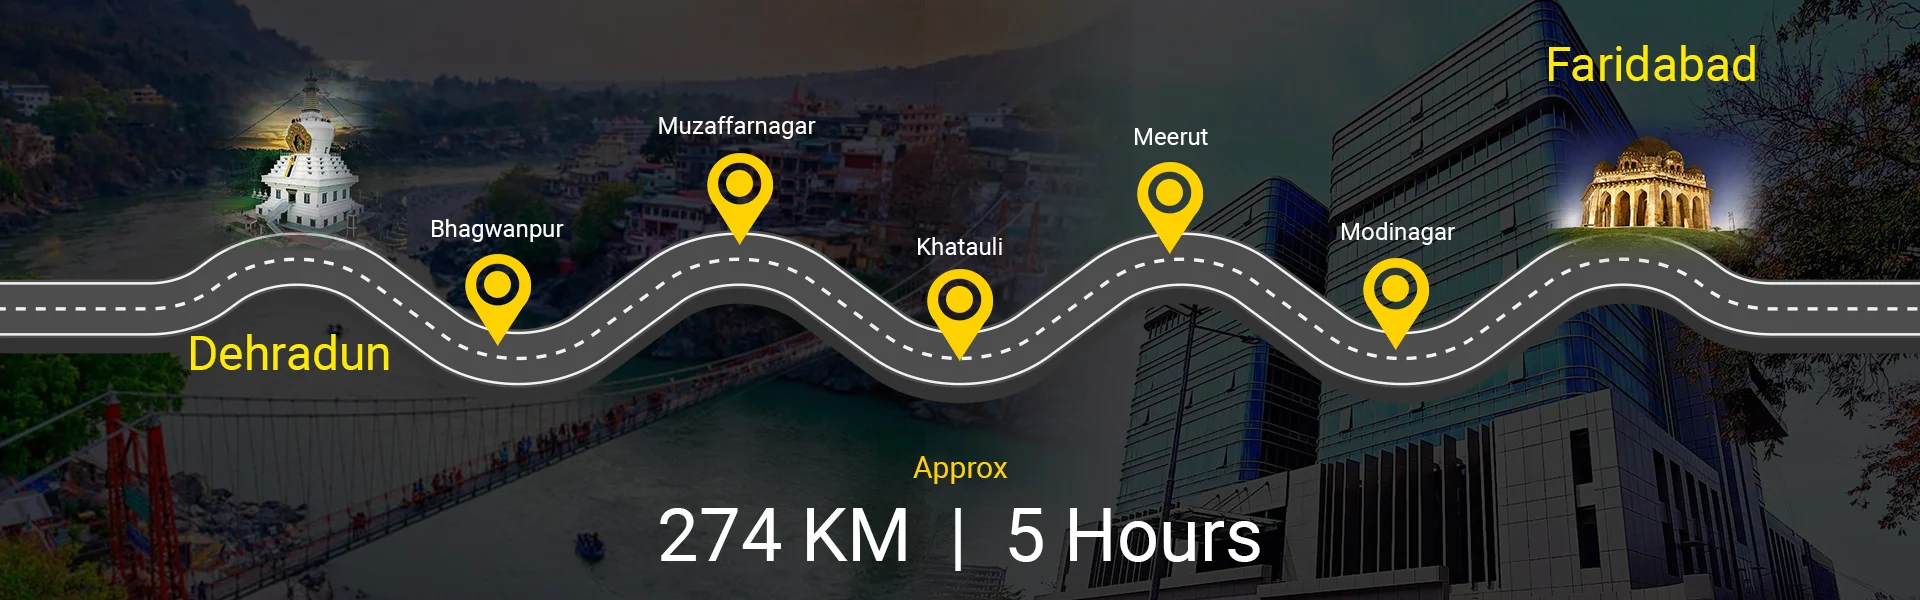 Faridabad
Muzaffarnagar
Meerut
Bhagwanpur
Khatauli
Modinagar
Dehradun
Approx
274 KM | 5 Hours